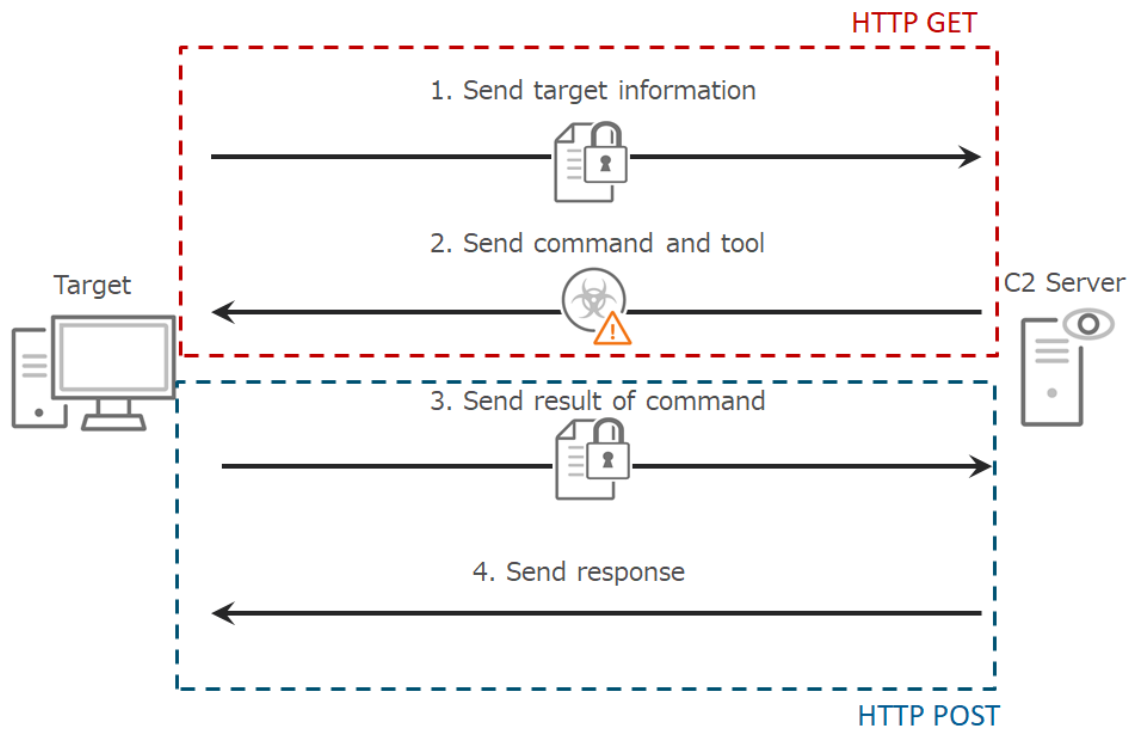 HTTP GET
1. Send target information
2. Send command and tool
Target
C2 Server
3. Send result of command
4. Send response
HTTP POST